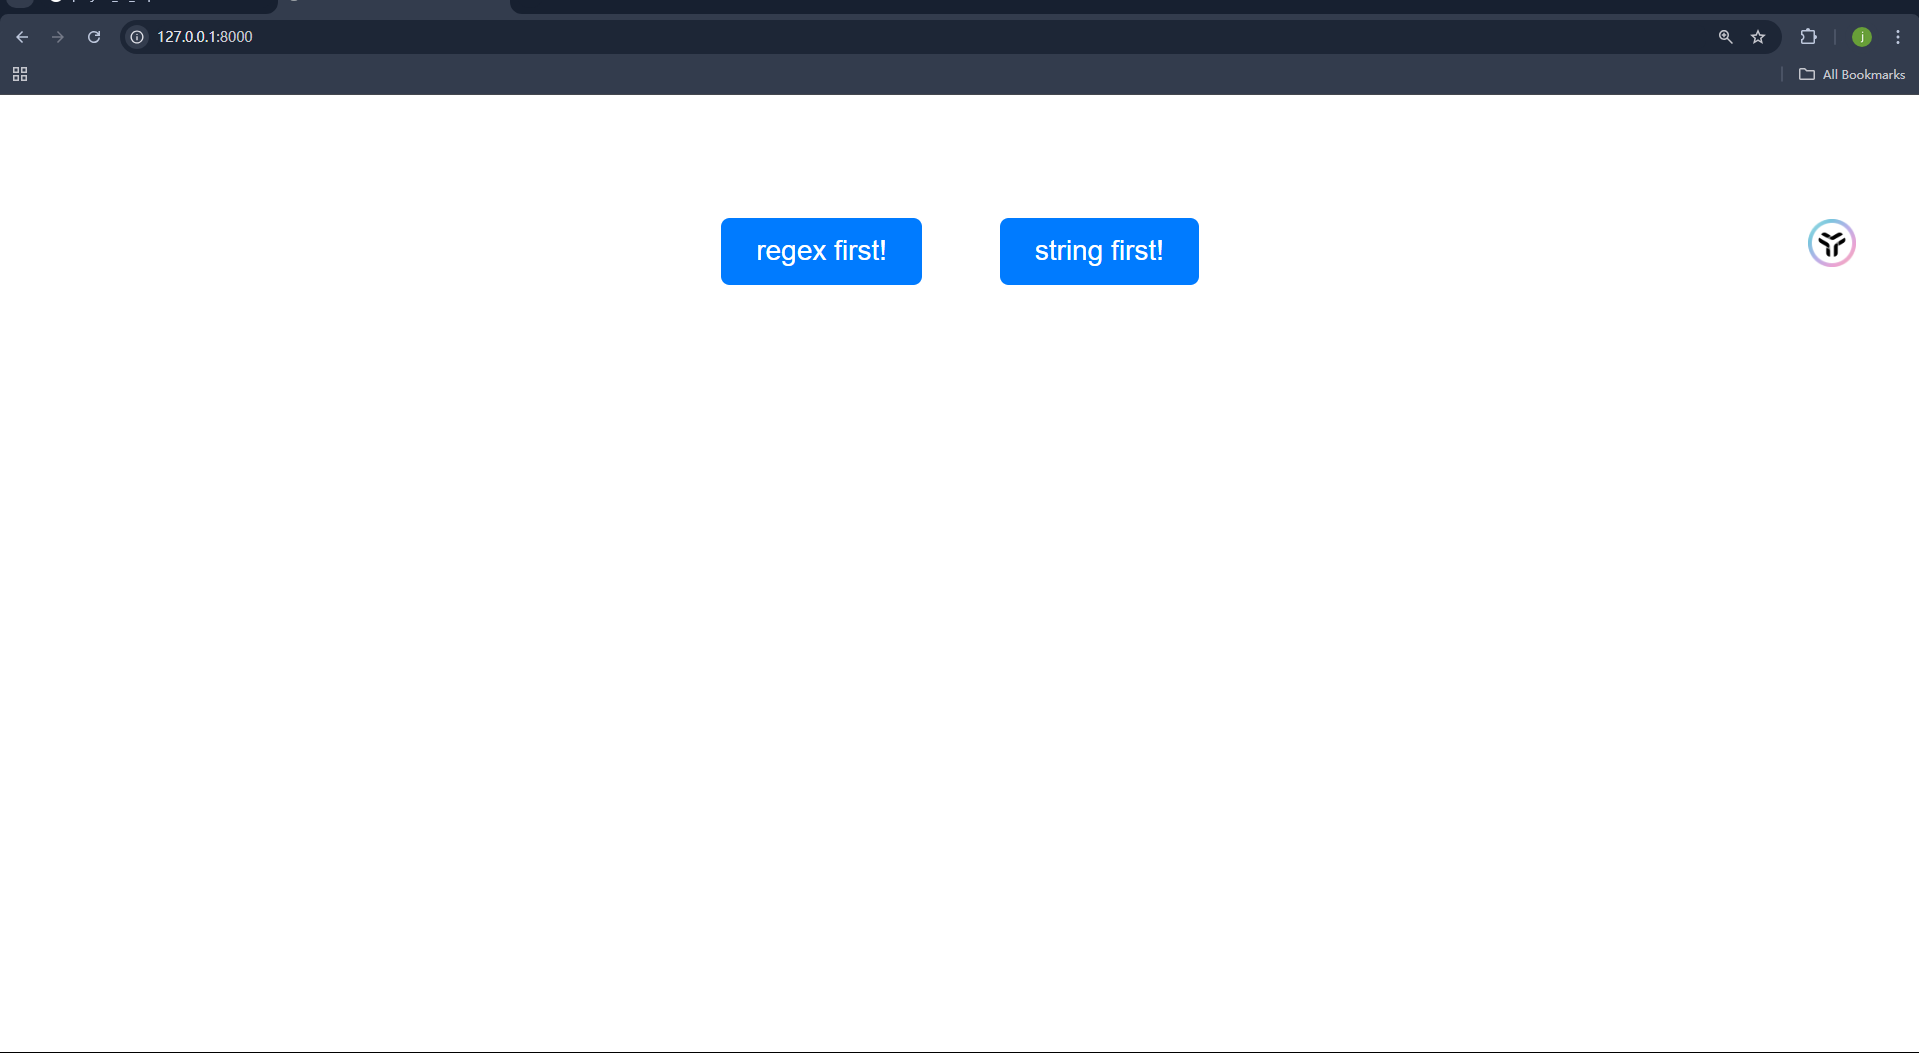 127.0.0.1:8000
j
All Bookmarks
regex first!
string first!